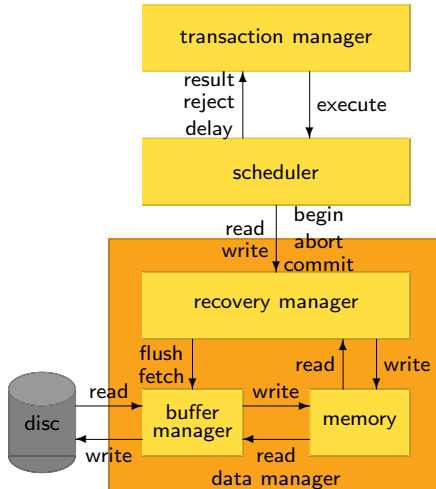 transaction manager
result
reject
delay
execute
scheduler
begin
read
write
abort
commit
recovery manager
flush
fetch
read
write
disc
read
write
buffer
manager
write
read
memory
data manager